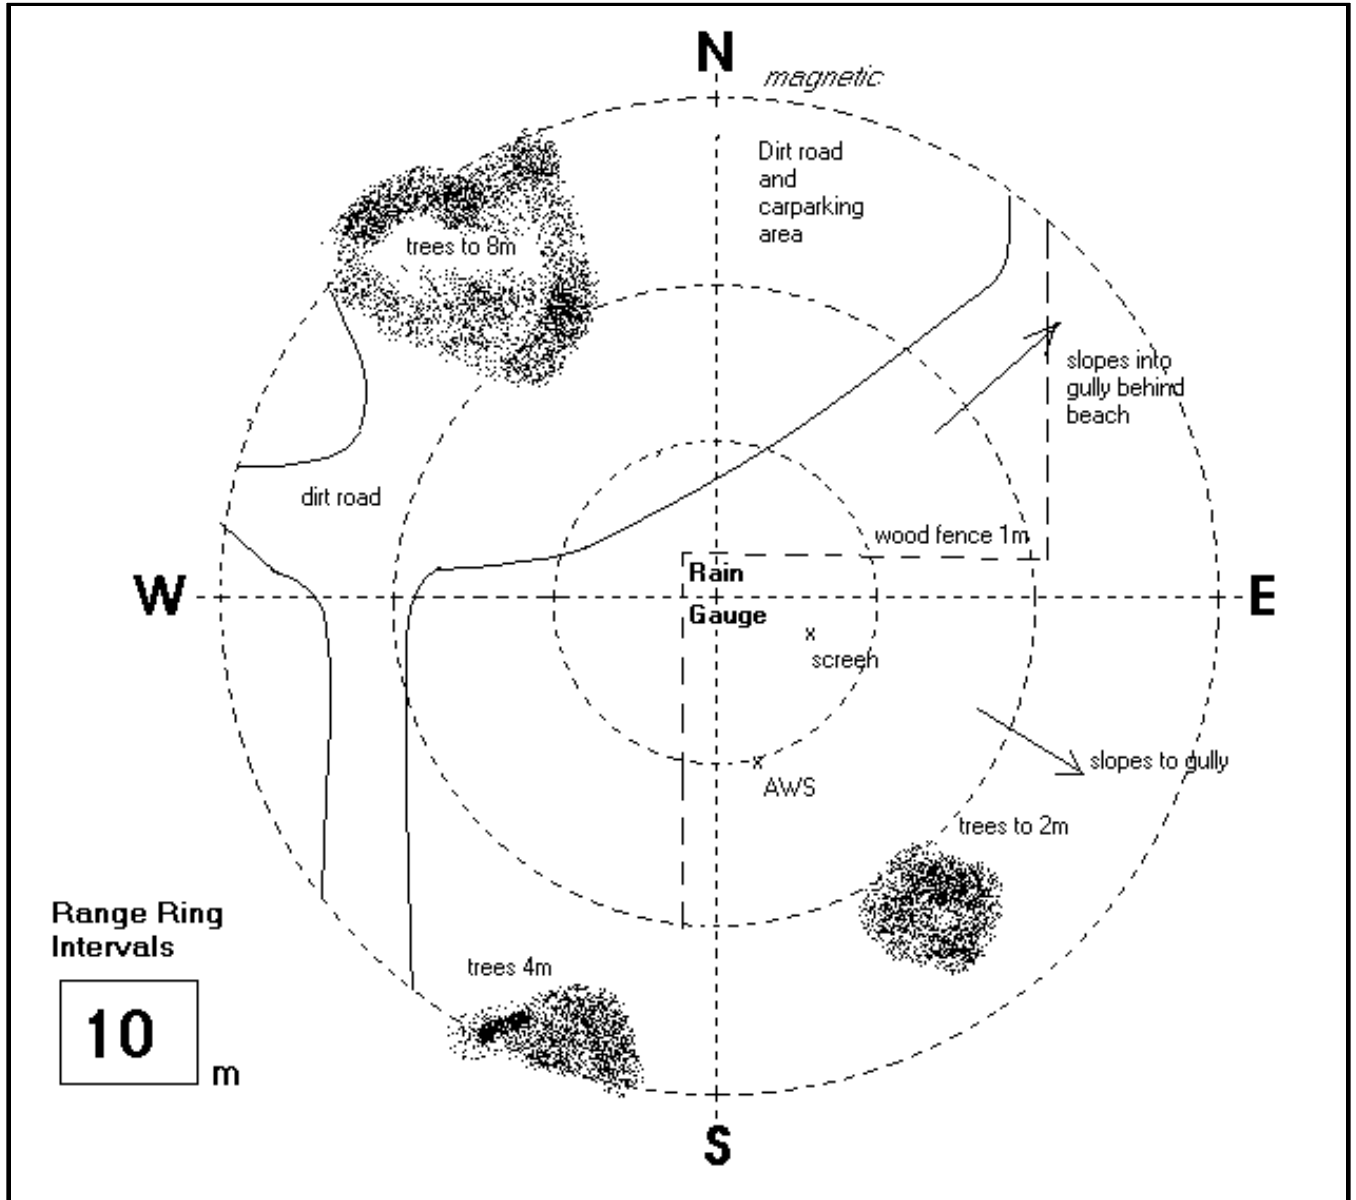 N
magnetic
Dirt road
and
carparking
area
trees to 8m
slopes into
gully behind
beach
dirt road
wood fence 1m
Rain
W
E
Gauge
screen
slopes to gully
AWS
trees to 2m
Range Ring
Intervals
trees 4m
10
m
S